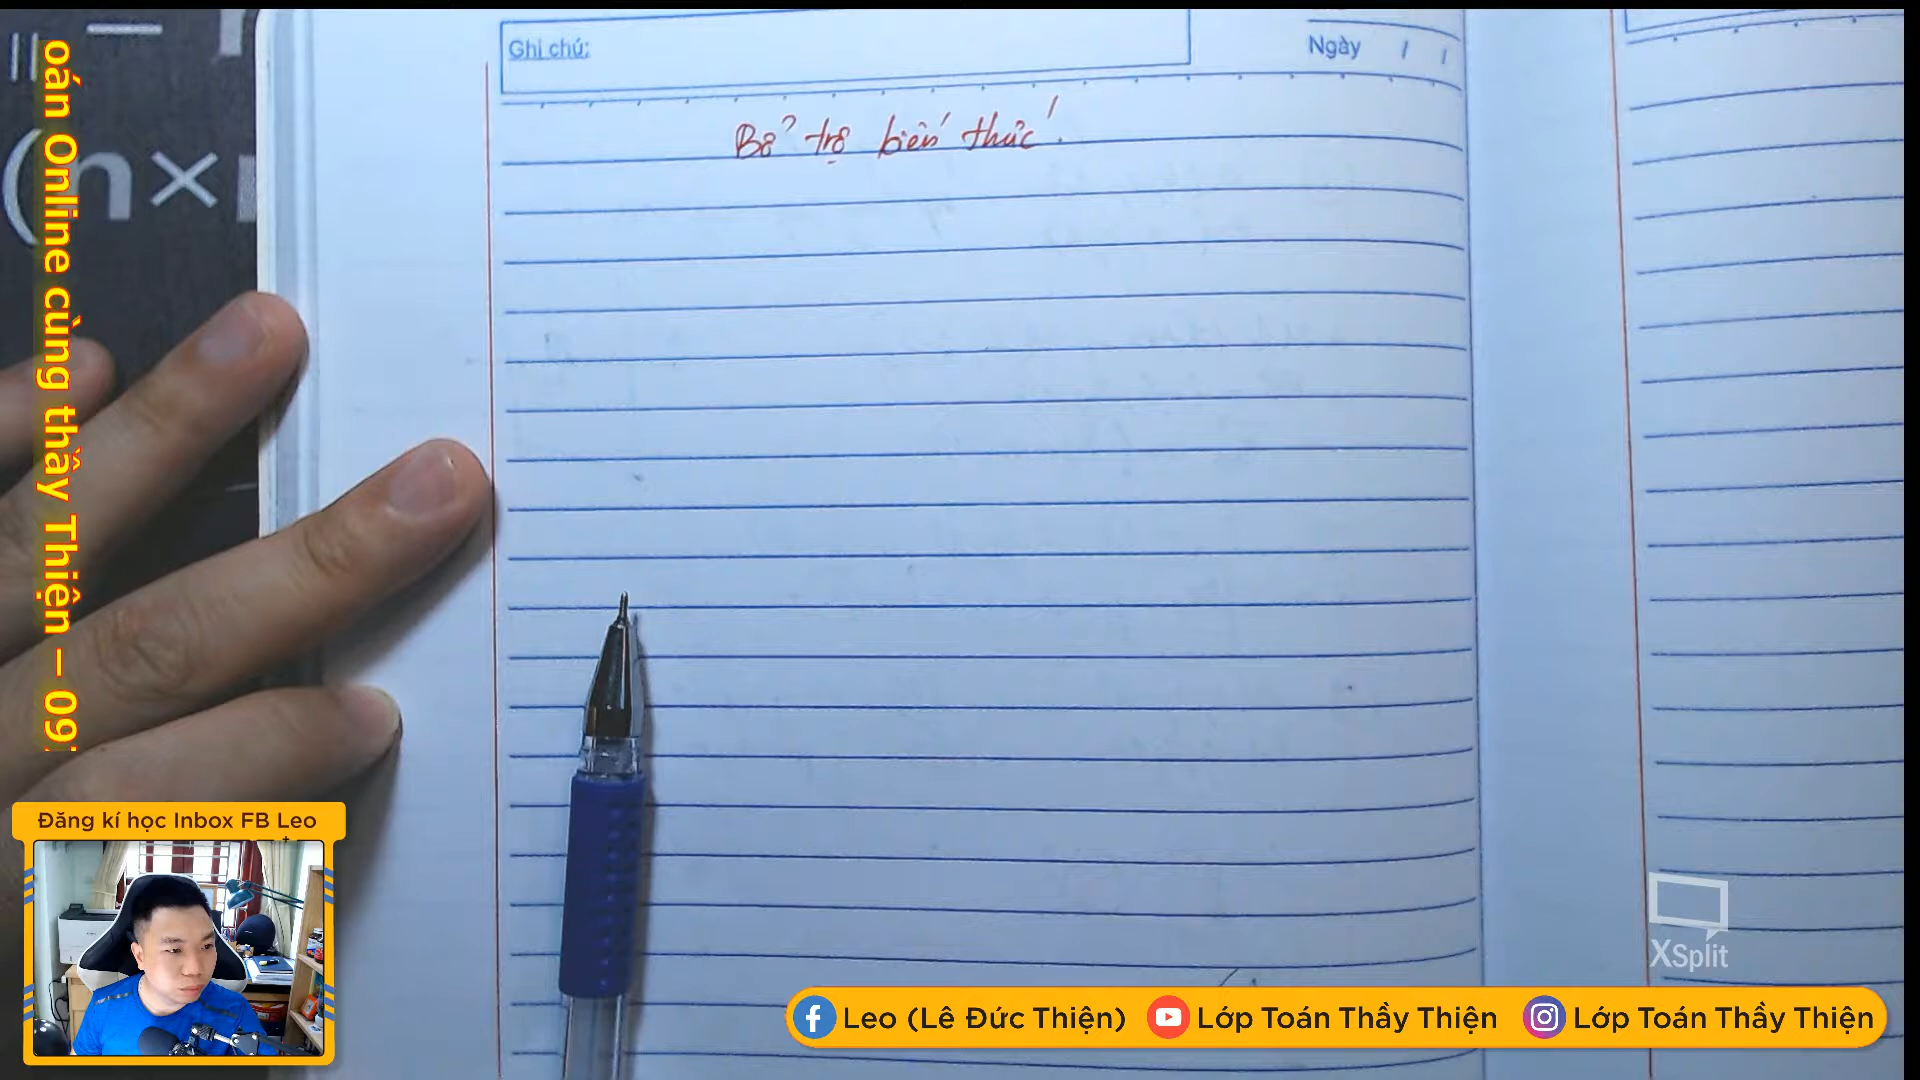 Ghi chú:
Ngày / /
Bổ trợ kiến thức.
oán Online cùng thầy Thiện – 09
(n×
Đăng kí học Inbox FB Leo
XSplit
Leo (Lê Đức Thiện) Lớp Toán Thầy Thiện Lớp Toán Thầy Thiện